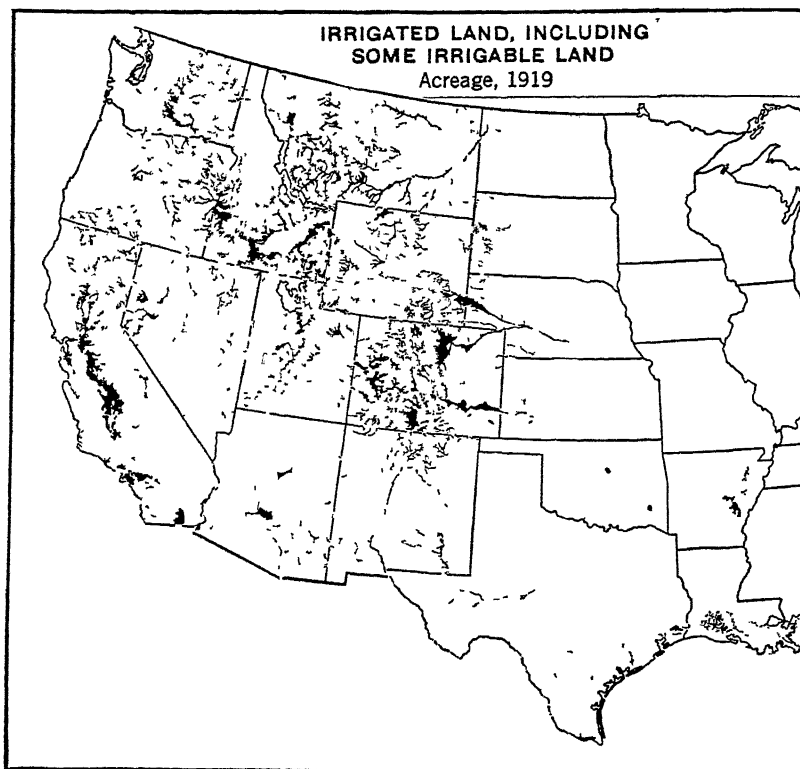 IRRIGATED LAND, INCLUDING
SOME IRRIGABLE LAND
Acreage, 1919